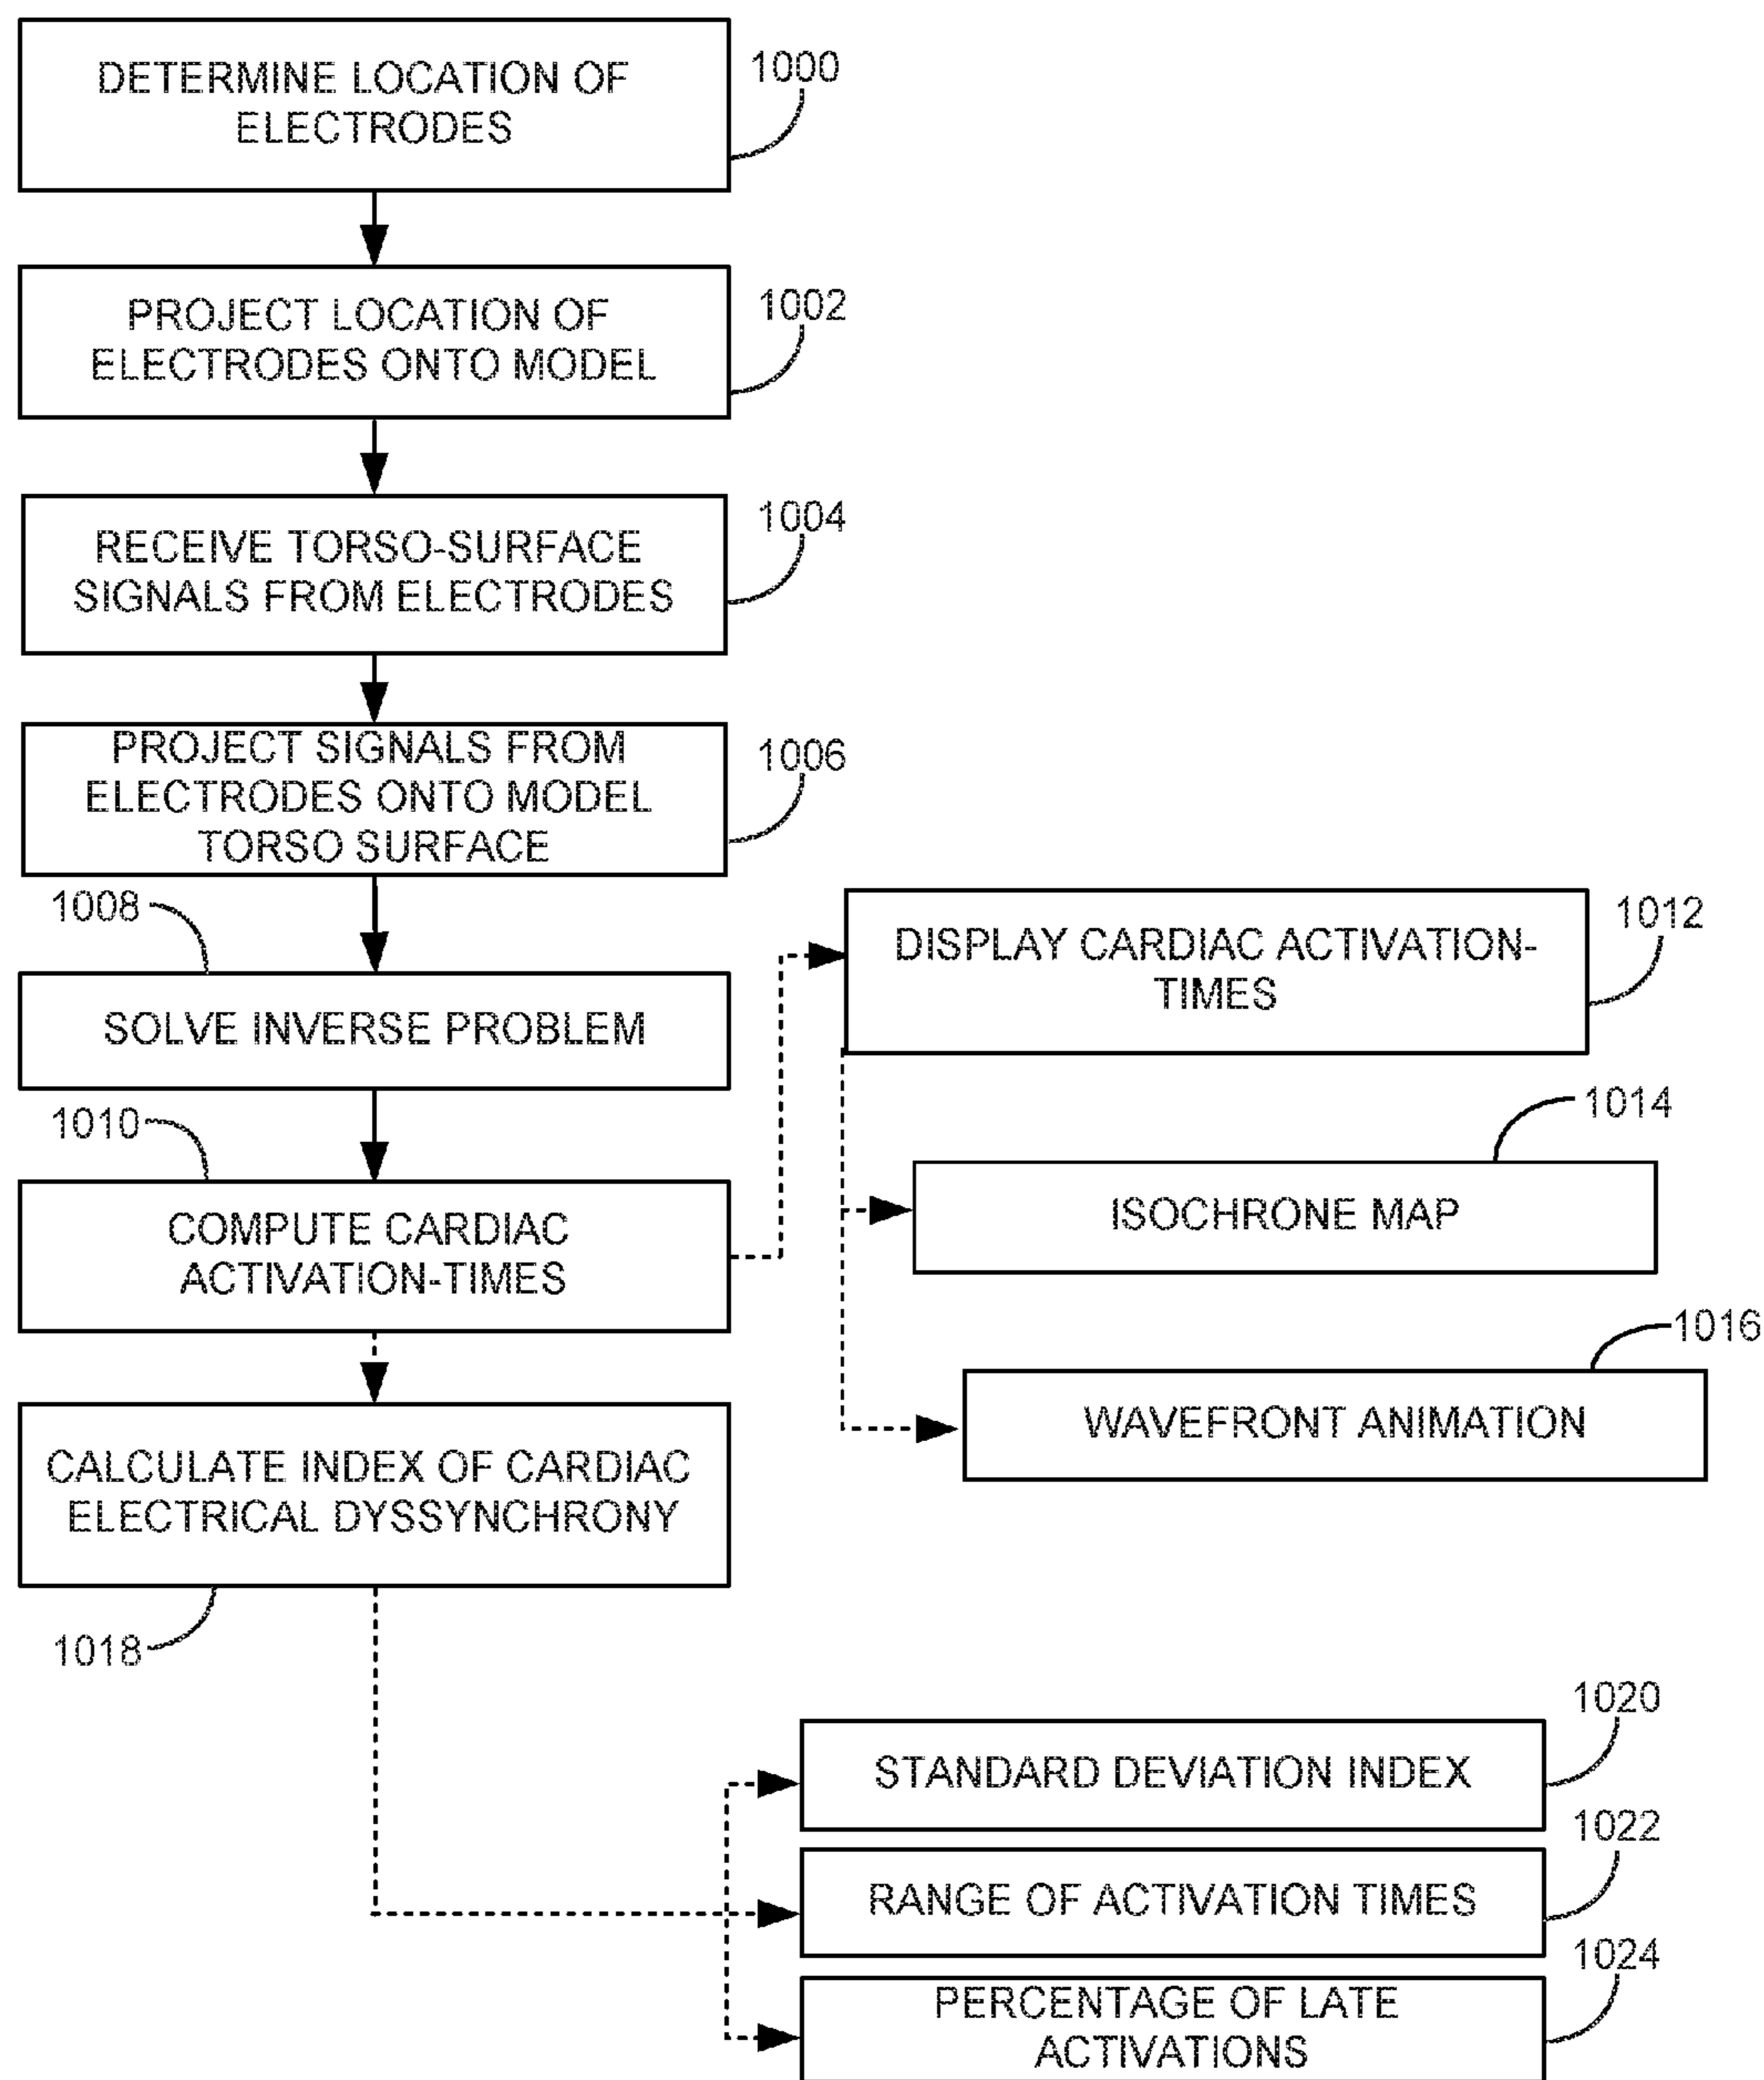 DETERMINE LOCATION OF
ELECTRODES
1000
PROJECT LOCATION OF
ELECTRODES ONTO MODEL
1002
RECEIVE TORSO-SURFACE
SIGNALS FROM ELECTRODES
1004
PROJECT SIGNALS FROM
ELECTRODES ONTO MODEL
TORSO SURFACE
1006
1008
SOLVE INVERSE PROBLEM
1010
COMPUTE CARDIAC
ACTIVATION-TIMES
DISPLAY CARDIAC ACTIVATION-
TIMES
1012
1014
ISOCHRONE MAP
1016
WAVEFRONT ANIMATION
CALCULATE INDEX OF CARDIAC
ELECTRICAL DYSSYNCHRONY
1018
1020
STANDARD DEVIATION INDEX
1022
RANGE OF ACTIVATION TIMES
1024
PERCENTAGE OF LATE
ACTIVATIONS